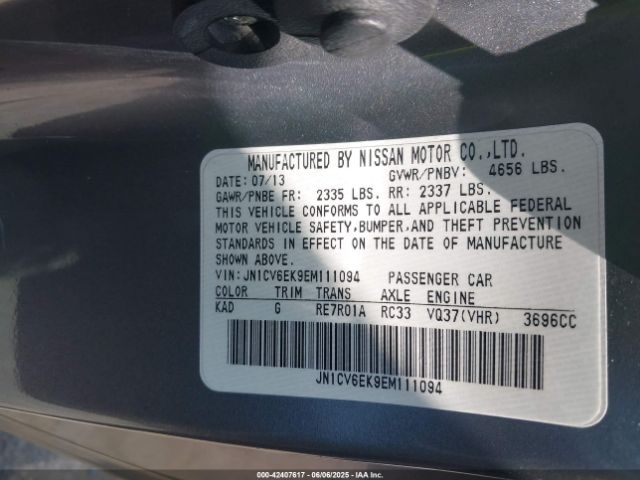 MANUFACTURED BY NISSAN MOTOR CO.,LTD.
DATE: 07/13 GVWR/PNBV: 4656 LBS.
GAWR/PNBE FR: 2335 LBS. RR: 2337 LBS.
THIS VEHICLE CONFORMS TO ALL APPLICABLE FEDERAL
MOTOR VEHICLE SAFETY,BUMPER,AND THEFT PREVENTION
STANDARDS IN EFFECT ON THE DATE OF MANUFACTURE
SHOWN ABOVE.
VIN: JN1CV6EK9EM111094 PASSENGER CAR
COLOR TRIM TRANS AXLE ENGINE
KAD G RE7R01A RC33 VQ37(VHR) 3696CC
JN1CV6EK9EM111094
00-42407617 - 06/06/2025 - IAA Inc.